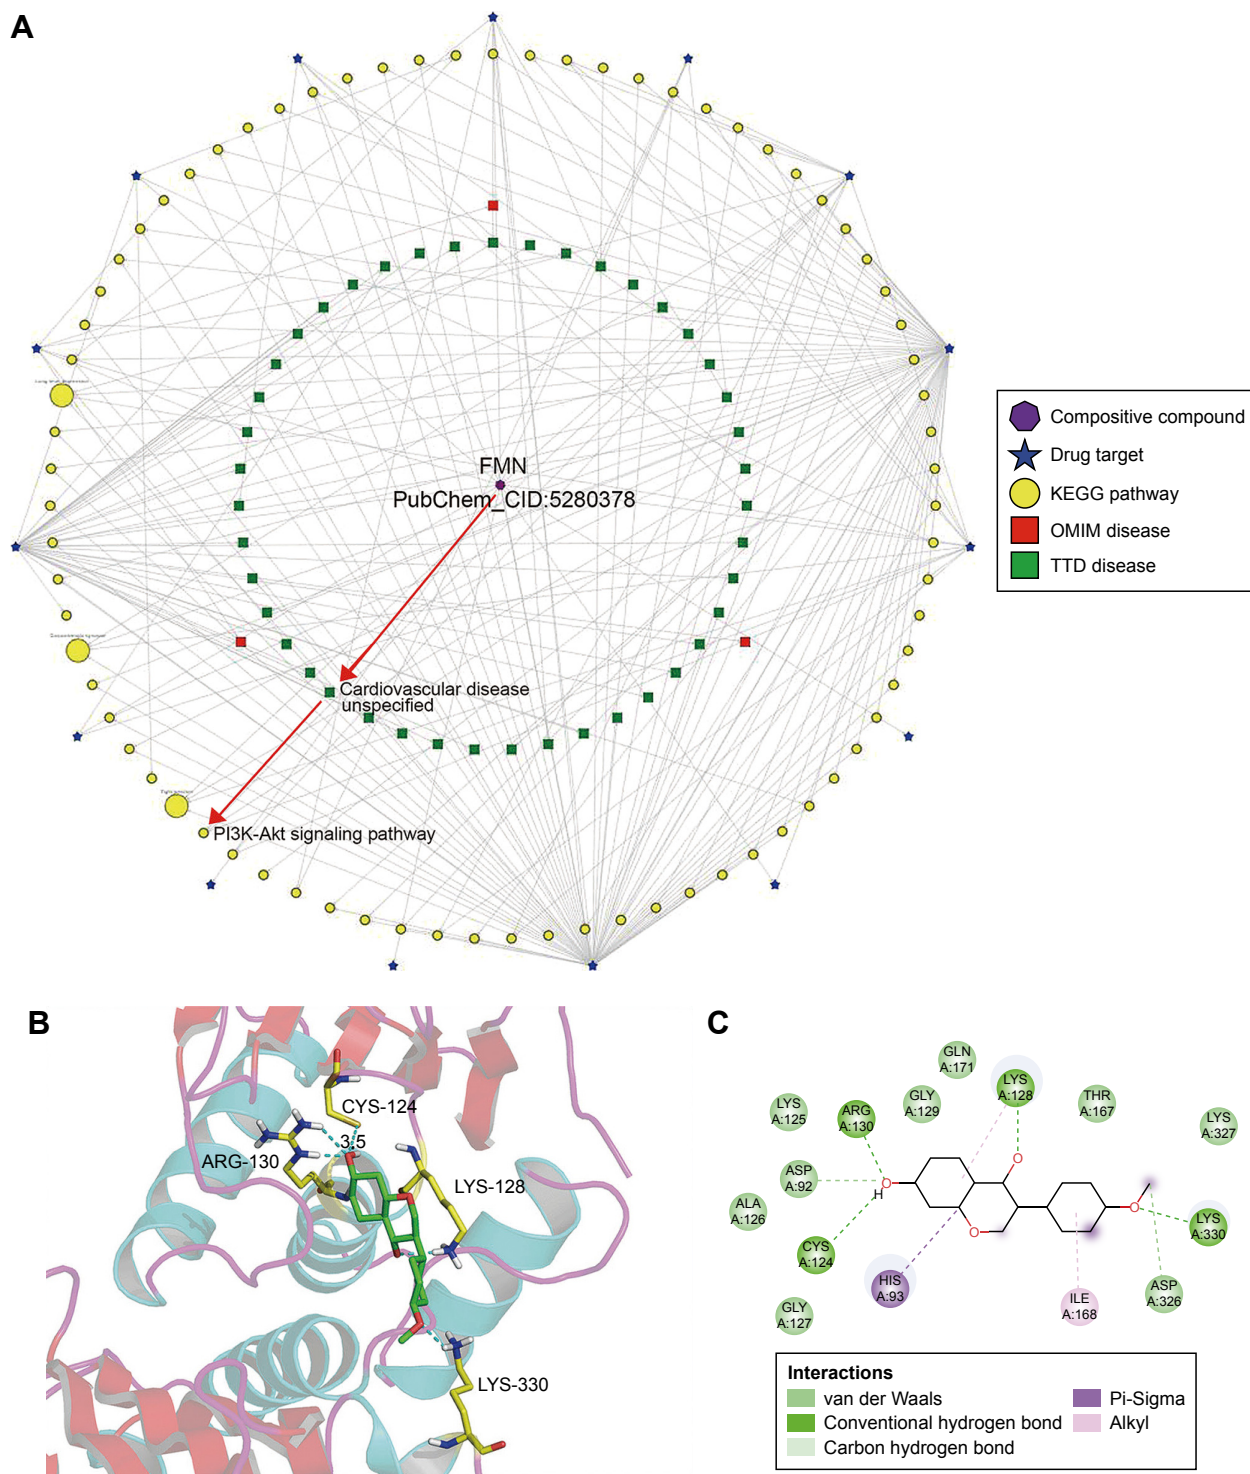 A
FMN
PubChem_CID:5280378
Cardiovascular disease
unspecified
PI3K-Akt signaling pathway
Compositive compound
Drug target
KEGG pathway
OMIM disease
TTD disease
B
CYS-124
3.5
ARG-130
LYS-128
LYS-330
C
GLN
A:171
LYS
A:128
GLY
A:129
THR
A:167
LYS
A:125
ARG
A:130
LYS
A:327
ASP
A:92
O
H
O
ALA
A:126
O
LYS
A:330
CYS
A:124
O
HIS
A:93
ILE
A:168
ASP
A:326
GLY
A:127
Interactions
van der Waals
Conventional hydrogen bond
Carbon hydrogen bond
Pi-Sigma
Alkyl